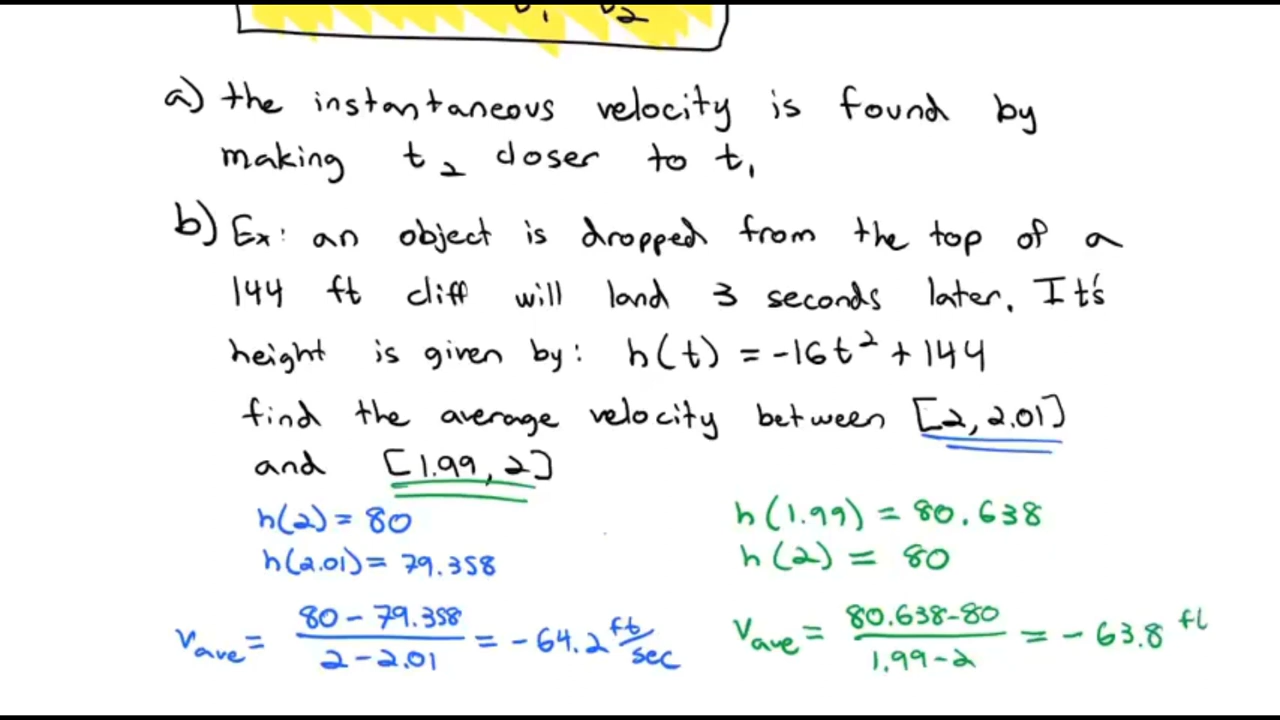 a) the instantaneous velocity is found by
making t₂ closer to t₁
b) Ex: an object is dropped from the top of a
144 ft cliff will land 3 seconds later. It's
height is given by: h(t) = -16t² + 144
find the average velocity between [2, 2.01]
and [1.99, 2]
h(2) = 80
h(2.01) = 79.358
v_ave = (80 - 79.358)/(2 - 2.01) = -64.2 ft/sec
h(1.99) = 80.638
h(2) = 80
v_ave = (80.638-80)/(1.99-2) = -63.8 ft